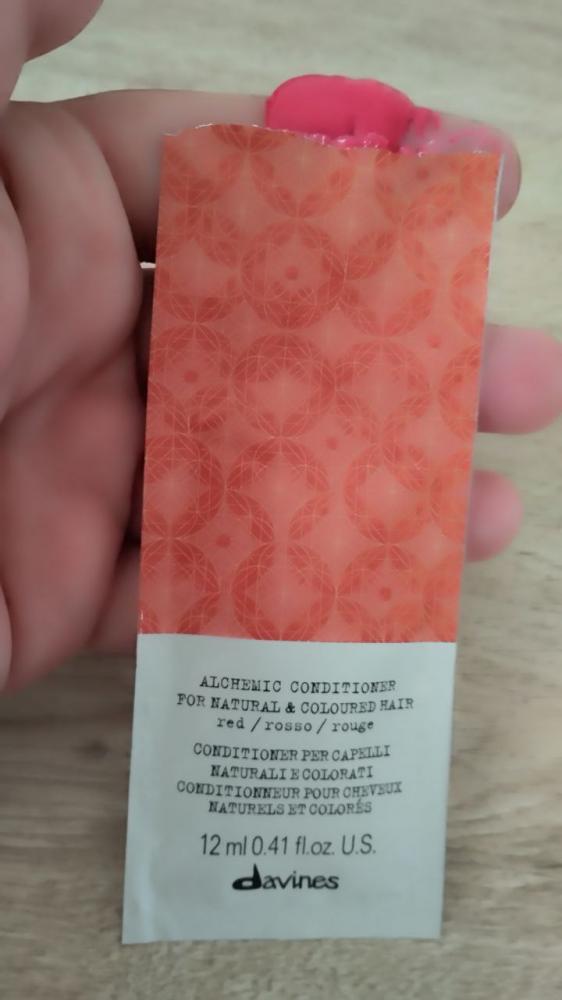 ALCHEMIC CONDITIONER
FOR NATURAL & COLOURED HAIR
red / rosso / rouge
CONDITIONER PER CAPELLI
NATURALI E COLORATI
CONDITIONNEUR POUR CHEVEUX
NATURELS ET COLORÉS
12 ml 0.41 fl.oz. U.S.
davines